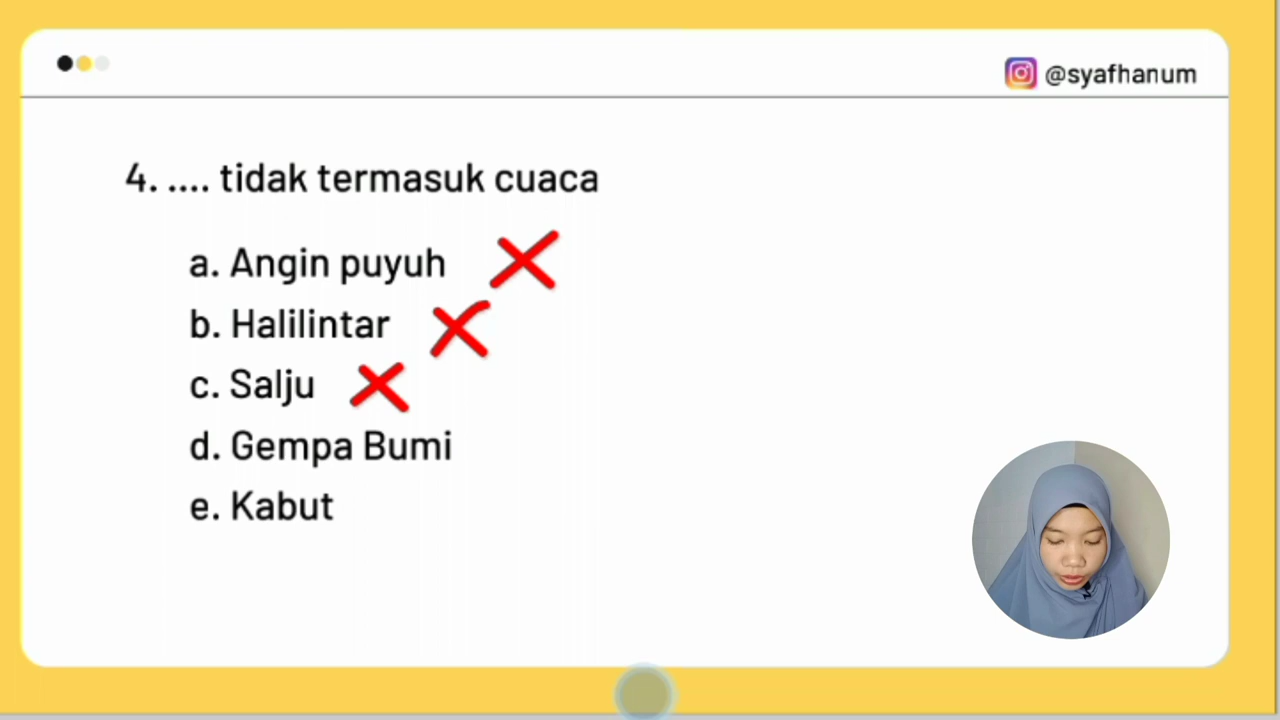 @syafhanum
4. .... tidak termasuk cuaca
a. Angin puyuh
b. Halilintar
c. Salju
d. Gempa Bumi
e. Kabut